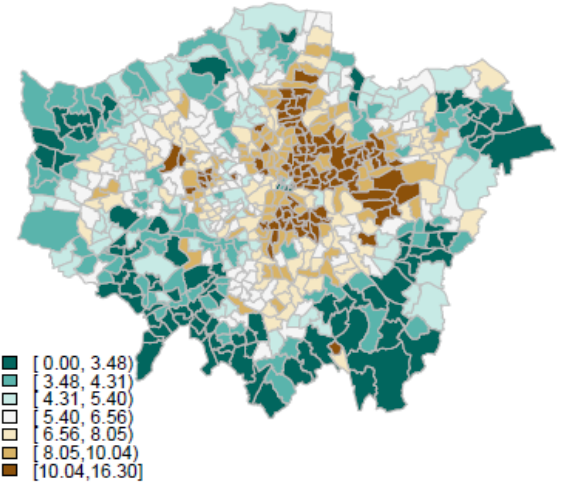 [ 0.00, 3.48)
[ 3.48, 4.31)
[ 4.31, 5.40)
[ 5.40, 6.56)
[ 6.56, 8.05)
[ 8.05,10.04)
[10.04,16.30]